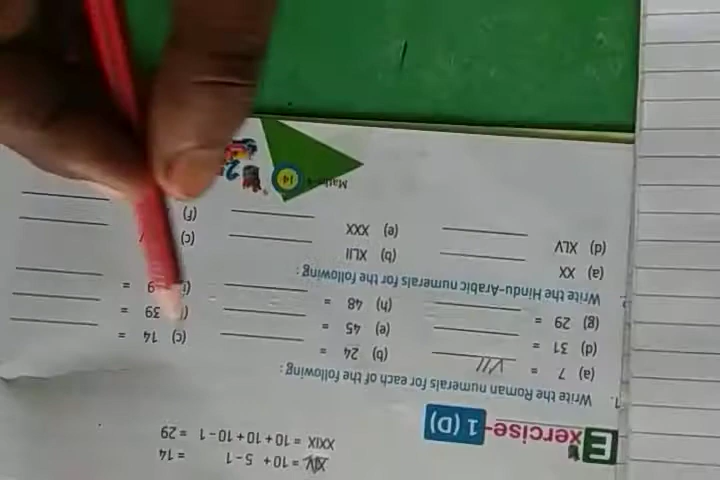 XIV = 10 + 5 - 1 = 14
XXIX = 10 + 10 + 10 - 1 = 29
Exercise-1 (D)
1. Write the Roman numerals for each of the following :
(a) 7 = VII (b) 24 = (c) 14 =
(d) 31 = (e) 45 = ( 39 =
(g) 29 = (h) 48 = (i) 9 =
2. Write the Hindu-Arabic numerals for the following :
(a) XX (b) XLII (c)
(d) XLV (e) XXX (F)
14